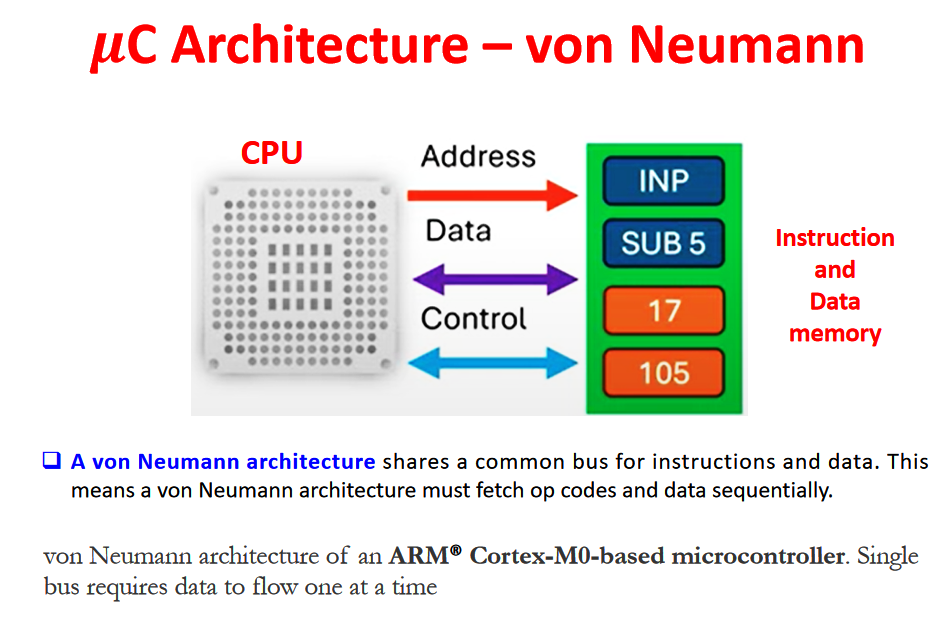 μC Architecture – von Neumann
CPU
Address
Data
Control
INP
SUB 5
17
105
Instruction
and
Data
memory
❑ A von Neumann architecture shares a common bus for instructions and data. This
means a von Neumann architecture must fetch op codes and data sequentially.
von Neumann architecture of an ARM® Cortex-M0-based microcontroller. Single
bus requires data to flow one at a time